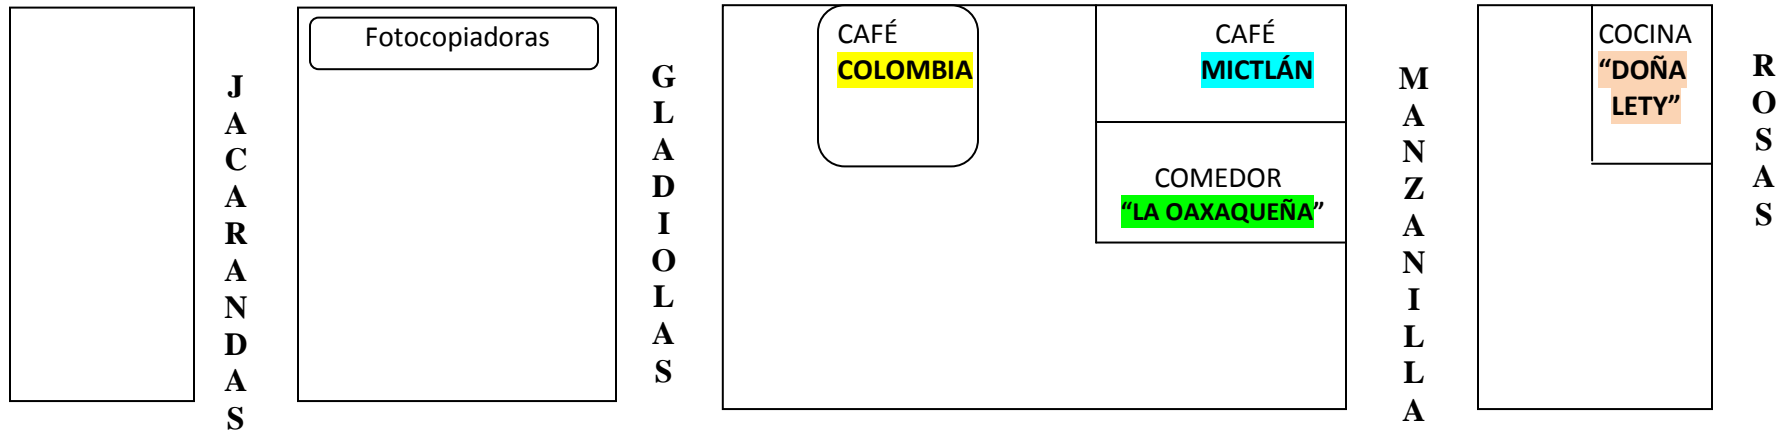 JACARANDAS
Fotocopiadoras
GLADIOLAS
CAFÉ
COLOMBIA
CAFÉ
MICTLÁN
COMEDOR
“LA OAXAQUEÑA”
MANZANILLA
COCINA
“DOÑA
LETY”
ROSAS